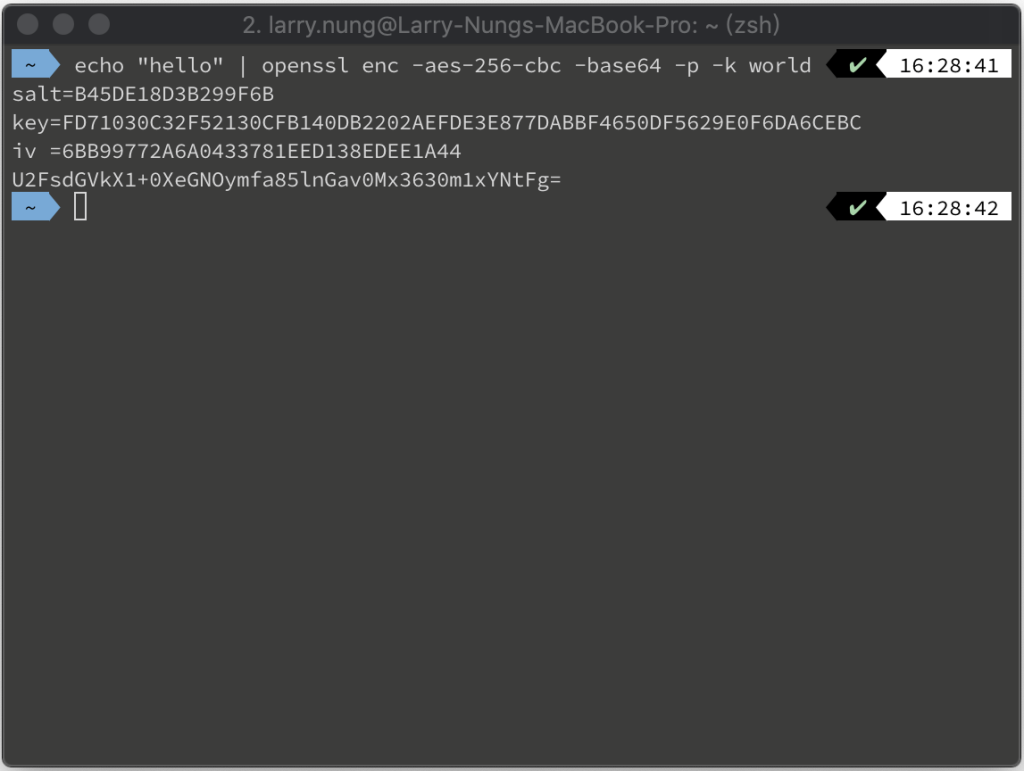 2. larry.nung@Larry-Nungs-MacBook-Pro: ~ (zsh)
~ echo "hello" | openssl enc -aes-256-cbc -base64 -p -k world ✔ 16:28:41
salt=B45DE18D3B299F6B
key=FD71030C32F52130CFB140DB2202AEFDE3E877DABBF4650DF5629E0F6DA6CEBC
iv =6BB99772A6A0433781EED138EDEE1A44
U2FsdGVkX1+0XeGNOymfa85lnGav0Mx3630m1xYNtFg=
~ ✔ 16:28:42